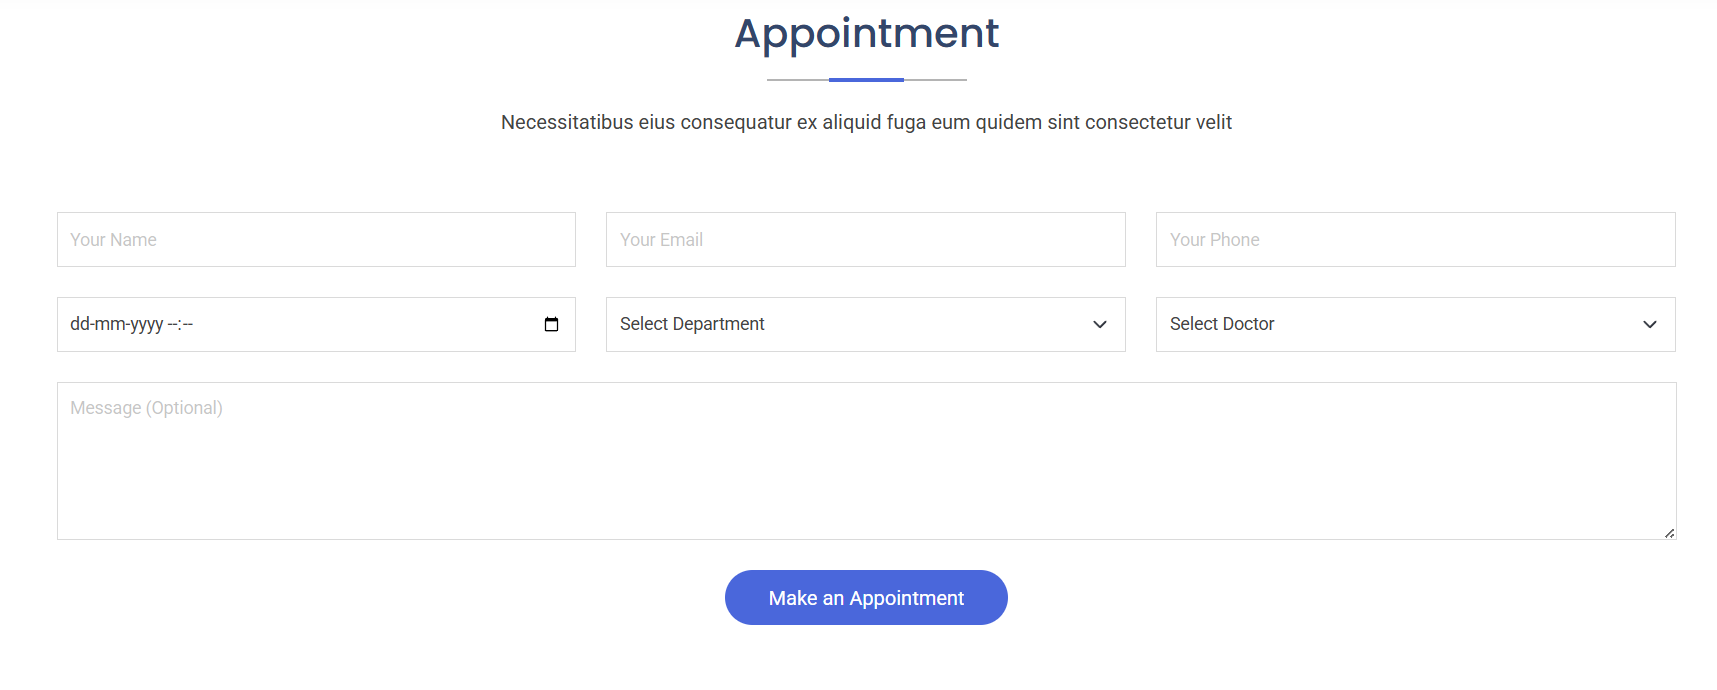 Appointment
Necessitatibus eius consequatur ex aliquid fuga eum quidem sint consectetur velit
Your Name
Your Email
Your Phone
dd-mm-yyyy --:--
Select Department
Select Doctor
Message (Optional)
Make an Appointment